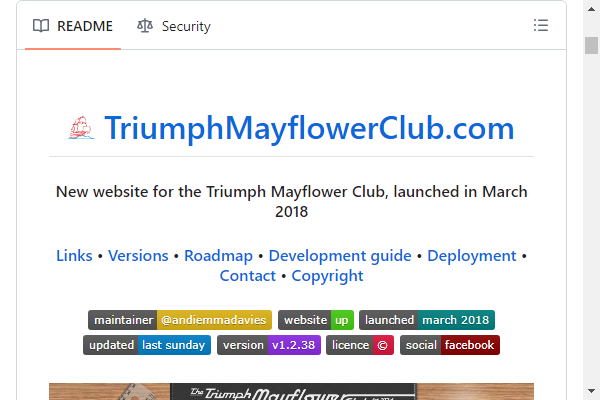 README
Security
TriumphMayflowerClub.com
New website for the Triumph Mayflower Club, launched in March
2018
Links • Versions • Roadmap • Development guide • Deployment •
Contact • Copyright
maintainer @andiemmadavies website up launched march 2018
updated last sunday version v1.2.38 licence © social facebook
The Triumph Mayflower